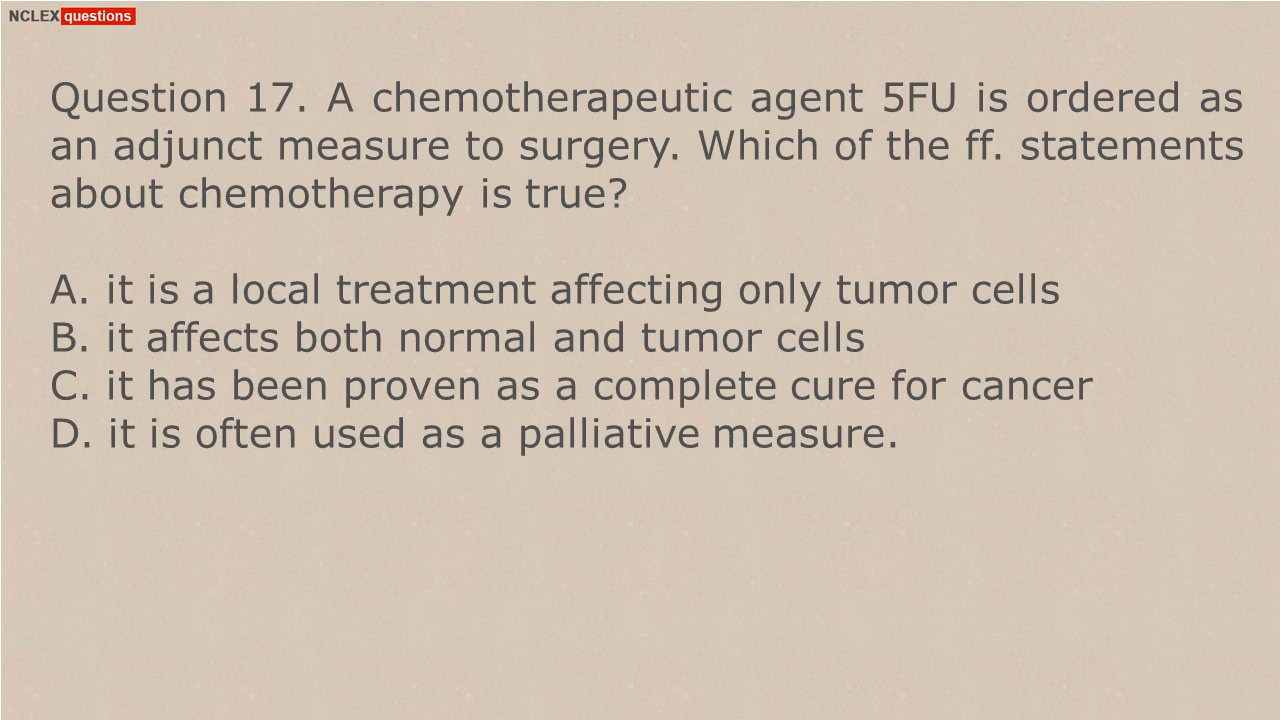 NCLEX questions
Question 17. A chemotherapeutic agent 5FU is ordered as
an adjunct measure to surgery. Which of the ff. statements
about chemotherapy is true?
A. it is a local treatment affecting only tumor cells
B. it affects both normal and tumor cells
C. it has been proven as a complete cure for cancer
D. it is often used as a palliative measure.